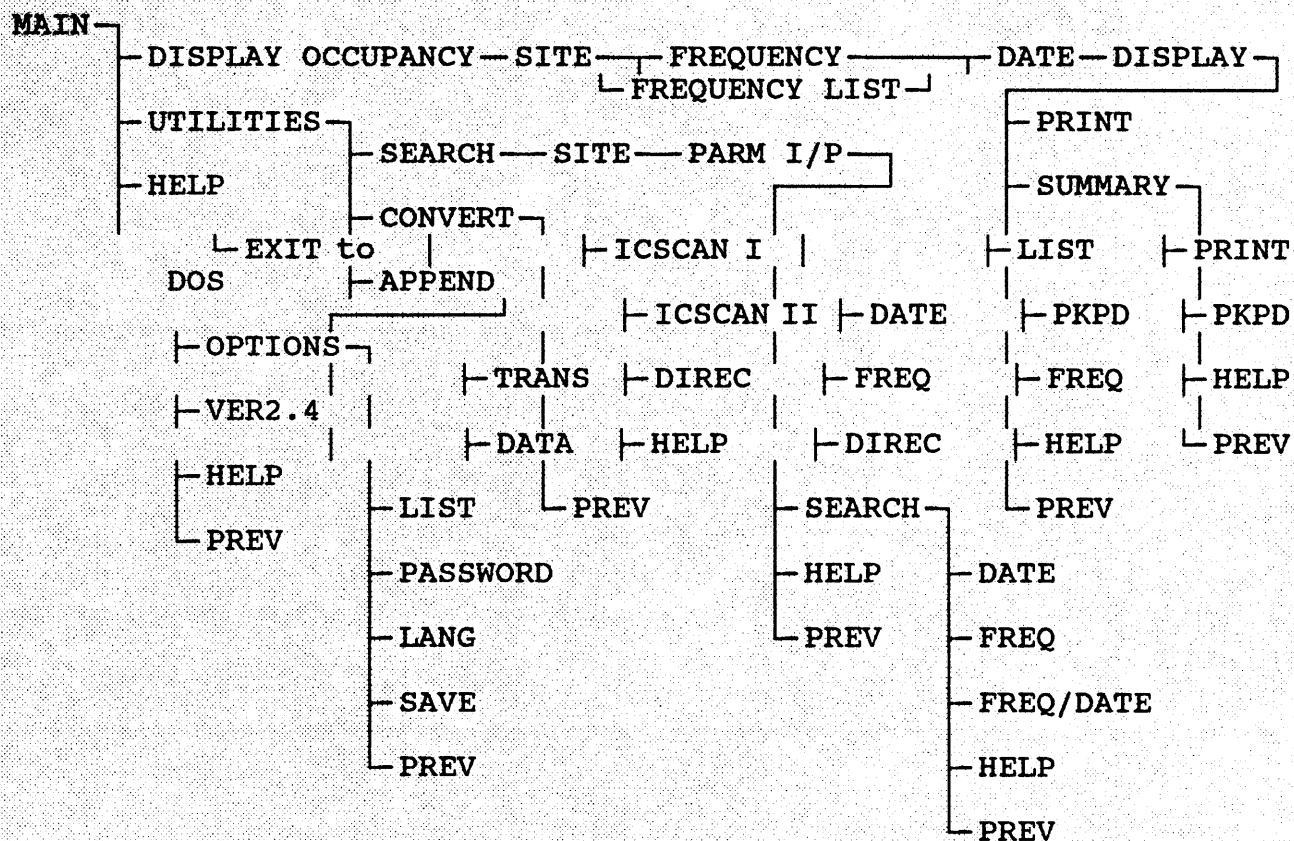 MAIN
DISPLAY OCCUPANCY SITE FREQUENCY DATE DISPLAY
FREQUENCY LIST
UTILITIES PRINT
SEARCH SITE PARM I/P
HELP SUMMARY
CONVERT
EXIT to ICSCAN I LIST PRINT
DOS APPEND
ICSCAN II DATE PKPD PKPD
OPTIONS
TRANS DIREC FREQ FREQ HELP
VER2.4
DATA HELP DIREC HELP PREV
HELP
LIST PREV SEARCH PREV
PREV
PASSWORD HELP DATE
LANG PREV FREQ
SAVE FREQ/DATE
PREV HELP
PREV